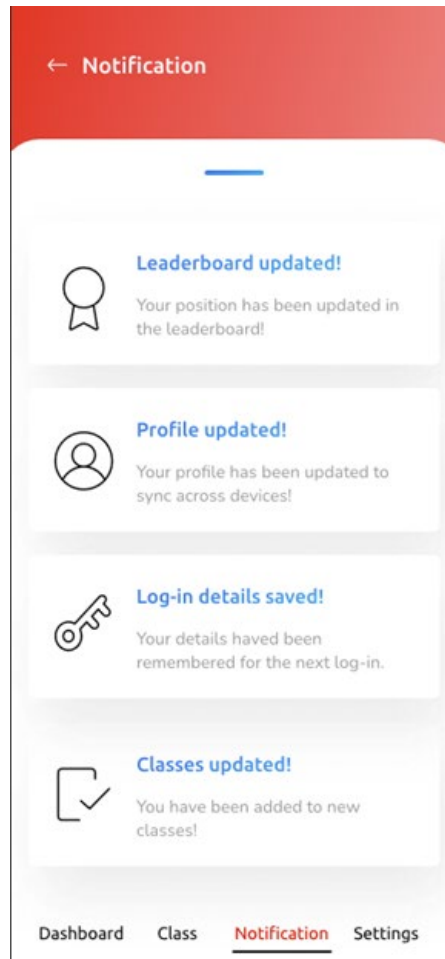 ← Notification
Leaderboard updated!
Your position has been updated in
the leaderboard!
Profile updated!
Your profile has been updated to
sync across devices!
Log-in details saved!
Your details haved been
remembered for the next log-in.
Classes updated!
You have been added to new
classes!
Dashboard Class Notification Settings